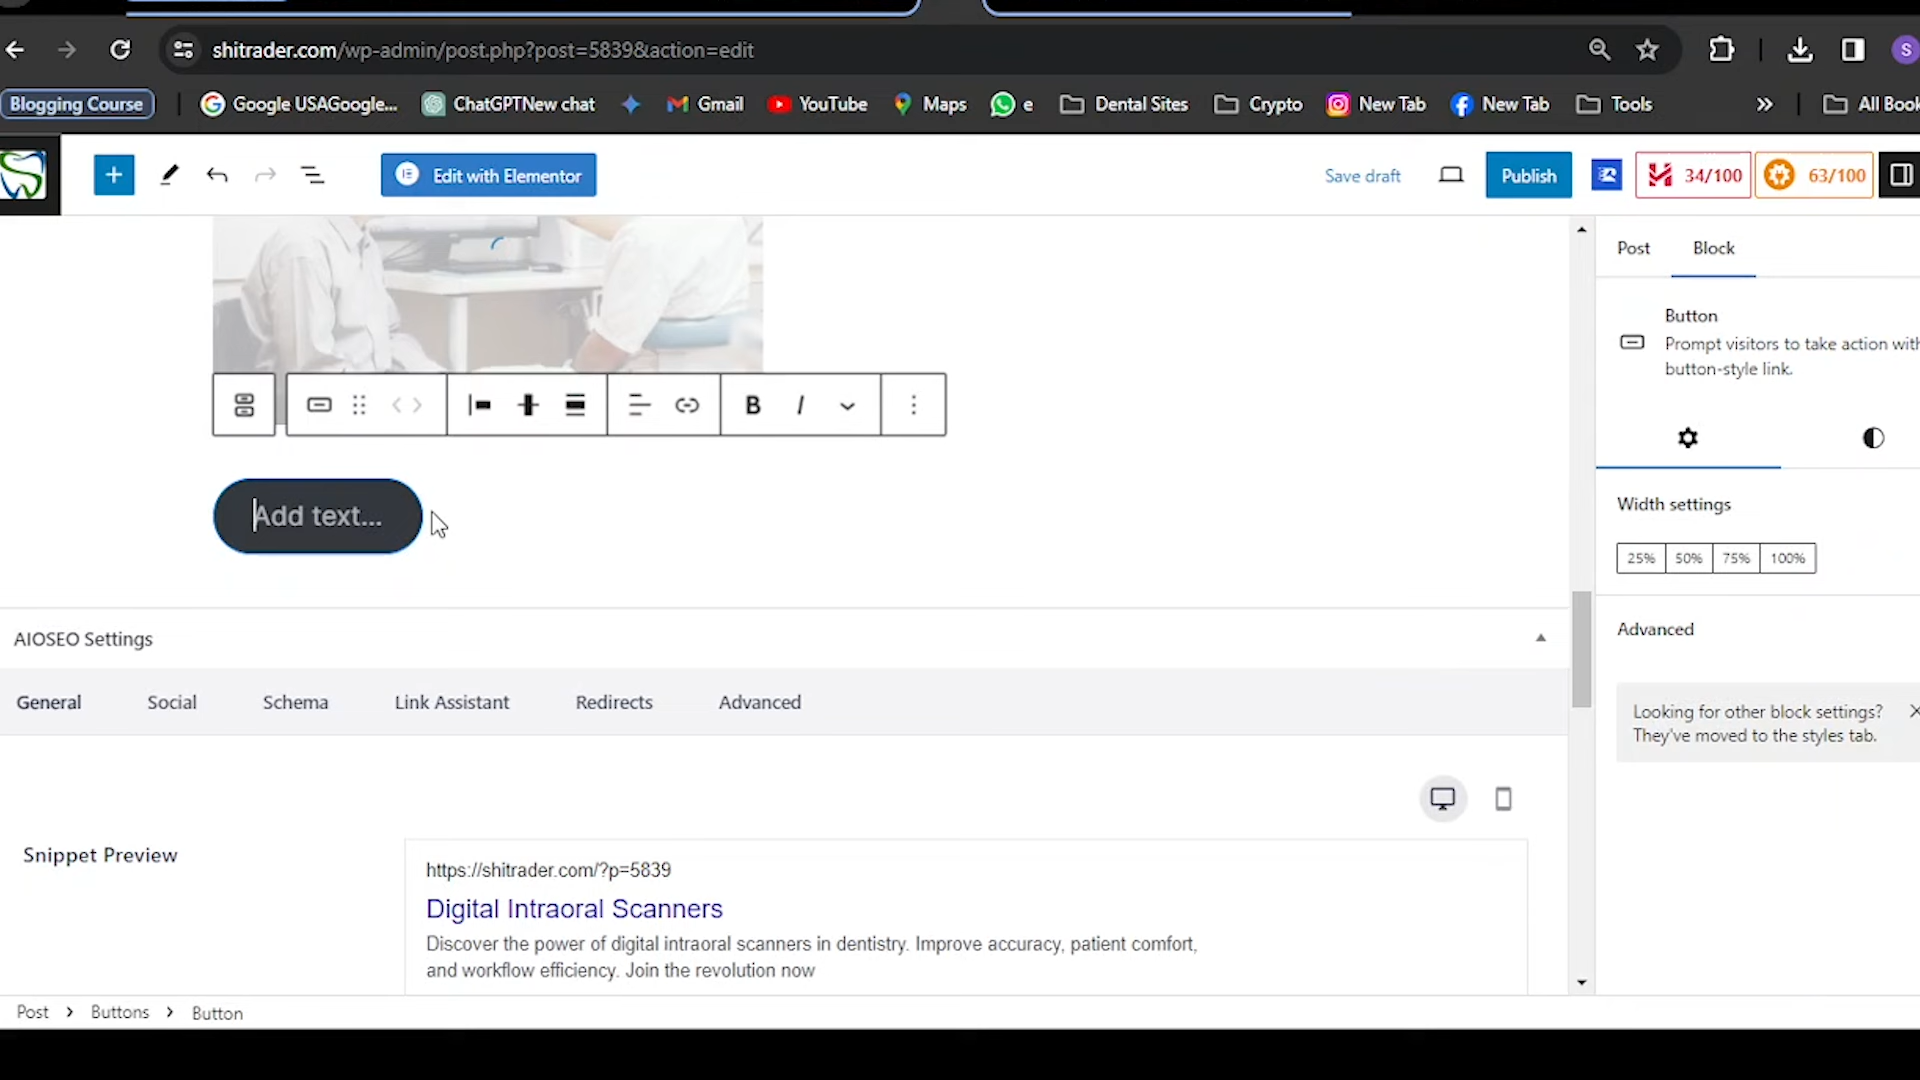 shitrader.com/wp-admin/post.php?post=5839&action=edit
S
Blogging Course
Google USAGoogle...
ChatGPTNew chat
Gmail
YouTube
Maps
e
Dental Sites
Crypto
New Tab
New Tab
Tools
»
All Book
Edit with Elementor
Save draft
Publish
34/100
63/100
Post
Block
Button
Prompt visitors to take action with
button-style link.
B I
Add text...
Width settings
25% 50% 75% 100%
Advanced
Looking for other block settings?
They've moved to the styles tab.
AIOSEO Settings
General
Social
Schema
Link Assistant
Redirects
Advanced
Snippet Preview
https://shitrader.com/?p=5839
Digital Intraoral Scanners
Discover the power of digital intraoral scanners in dentistry. Improve accuracy, patient comfort,
and workflow efficiency. Join the revolution now
Post > Buttons > Button